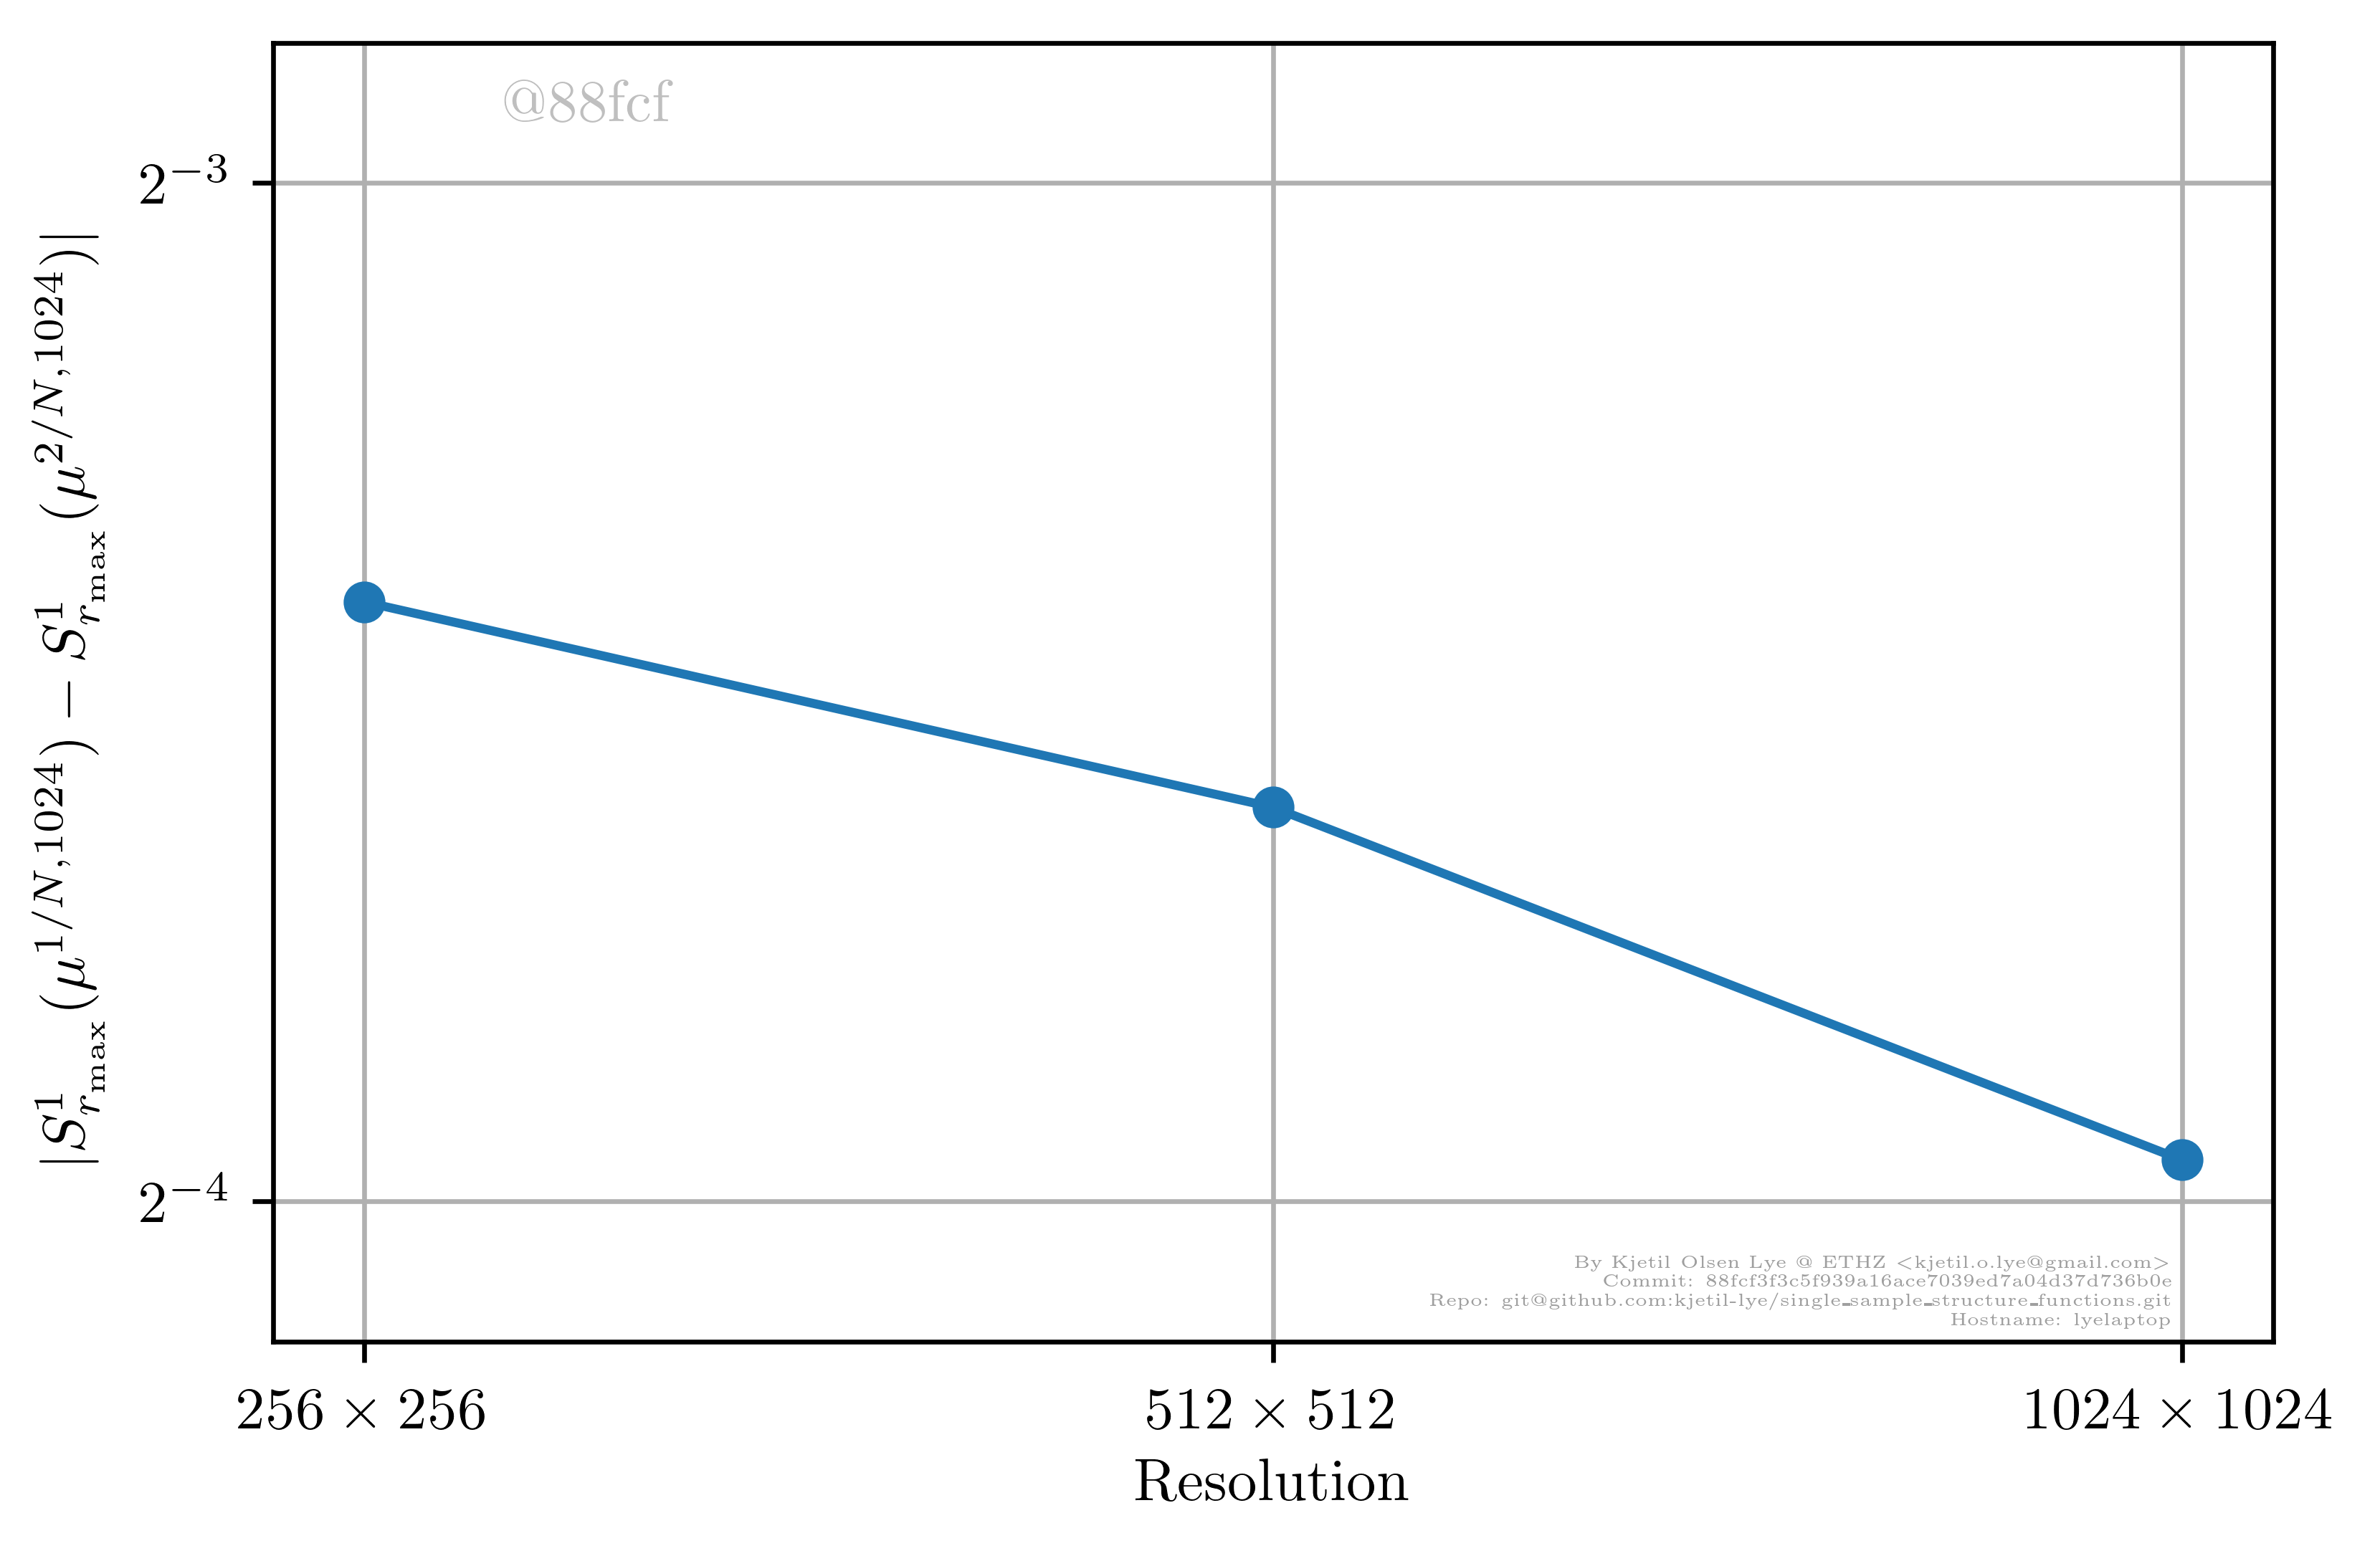 @88fcf
2⁻³
2⁻⁴
|S¹_{r_max}(μ^{1/N,1024}) − S¹_{r_max}(μ^{2/N,1024})|
By Kjetil Olsen Lye @ ETHZ <kjetil.o.lye@gmail.com>
Commit: 88fcf3f3c5f939a16ace7039ed7a04d37d736b0e
Repo: git@github.com:kjetil-lye/single_sample_structure_functions.git
Hostname: lyelaptop
256 × 256
512 × 512
1024 × 1024
Resolution